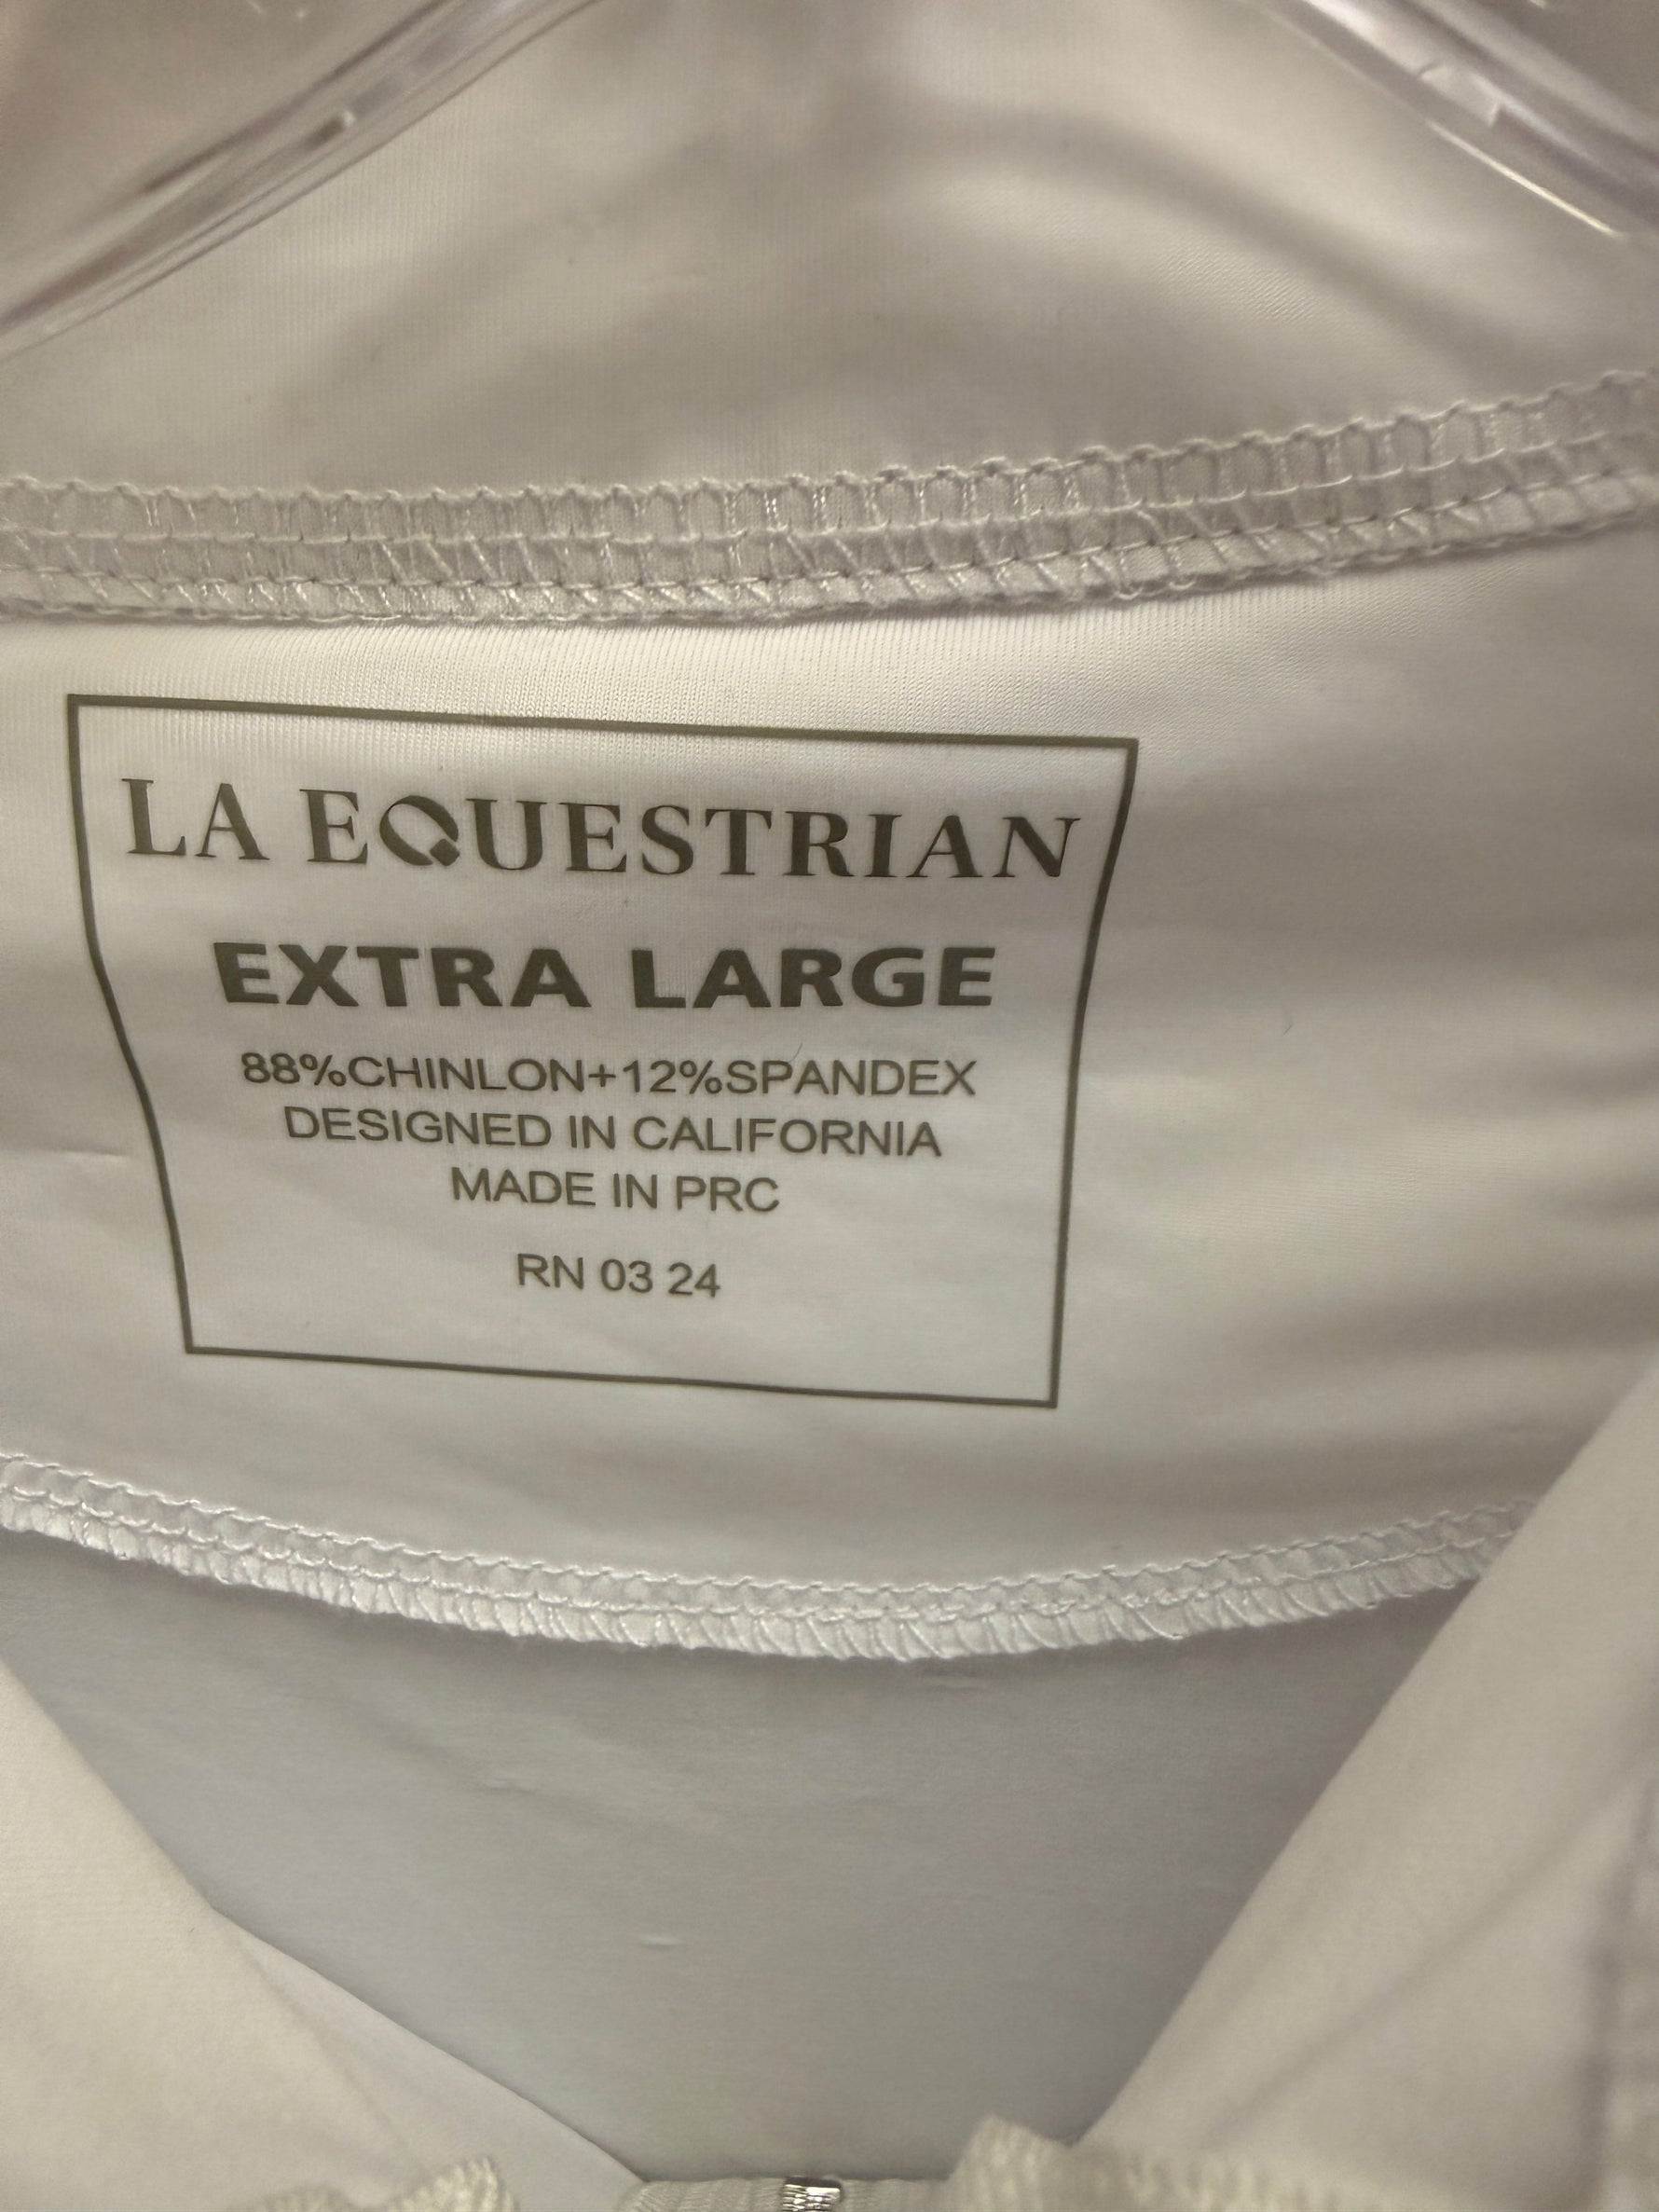 LA EQUESTRIAN
EXTRA LARGE
88%CHINLON+12%SPANDEX
DESIGNED IN CALIFORNIA
MADE IN PRC
RN 03 24